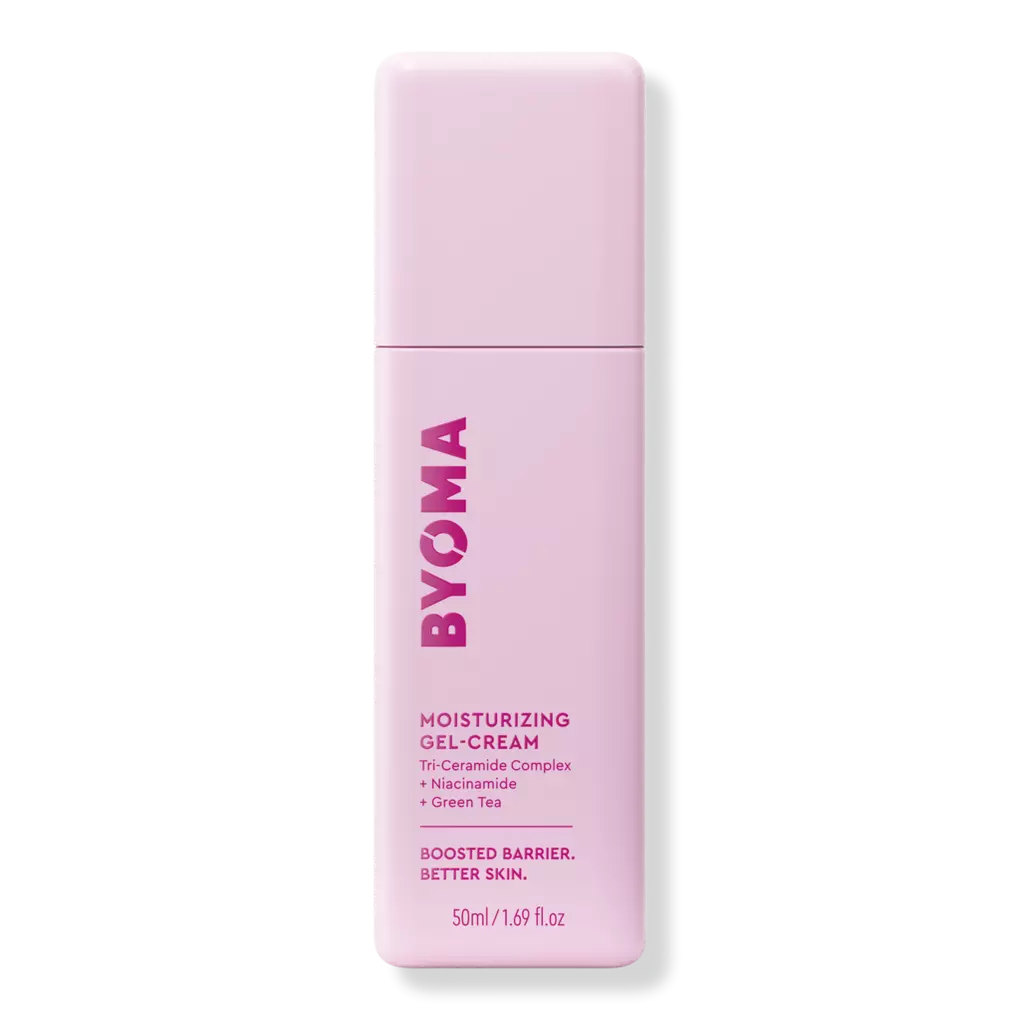 BYOMA
MOISTURIZING
GEL-CREAM
Tri-Ceramide Complex
+ Niacinamide
+ Green Tea
BOOSTED BARRIER.
BETTER SKIN.
50ml/1.69 fl.oz